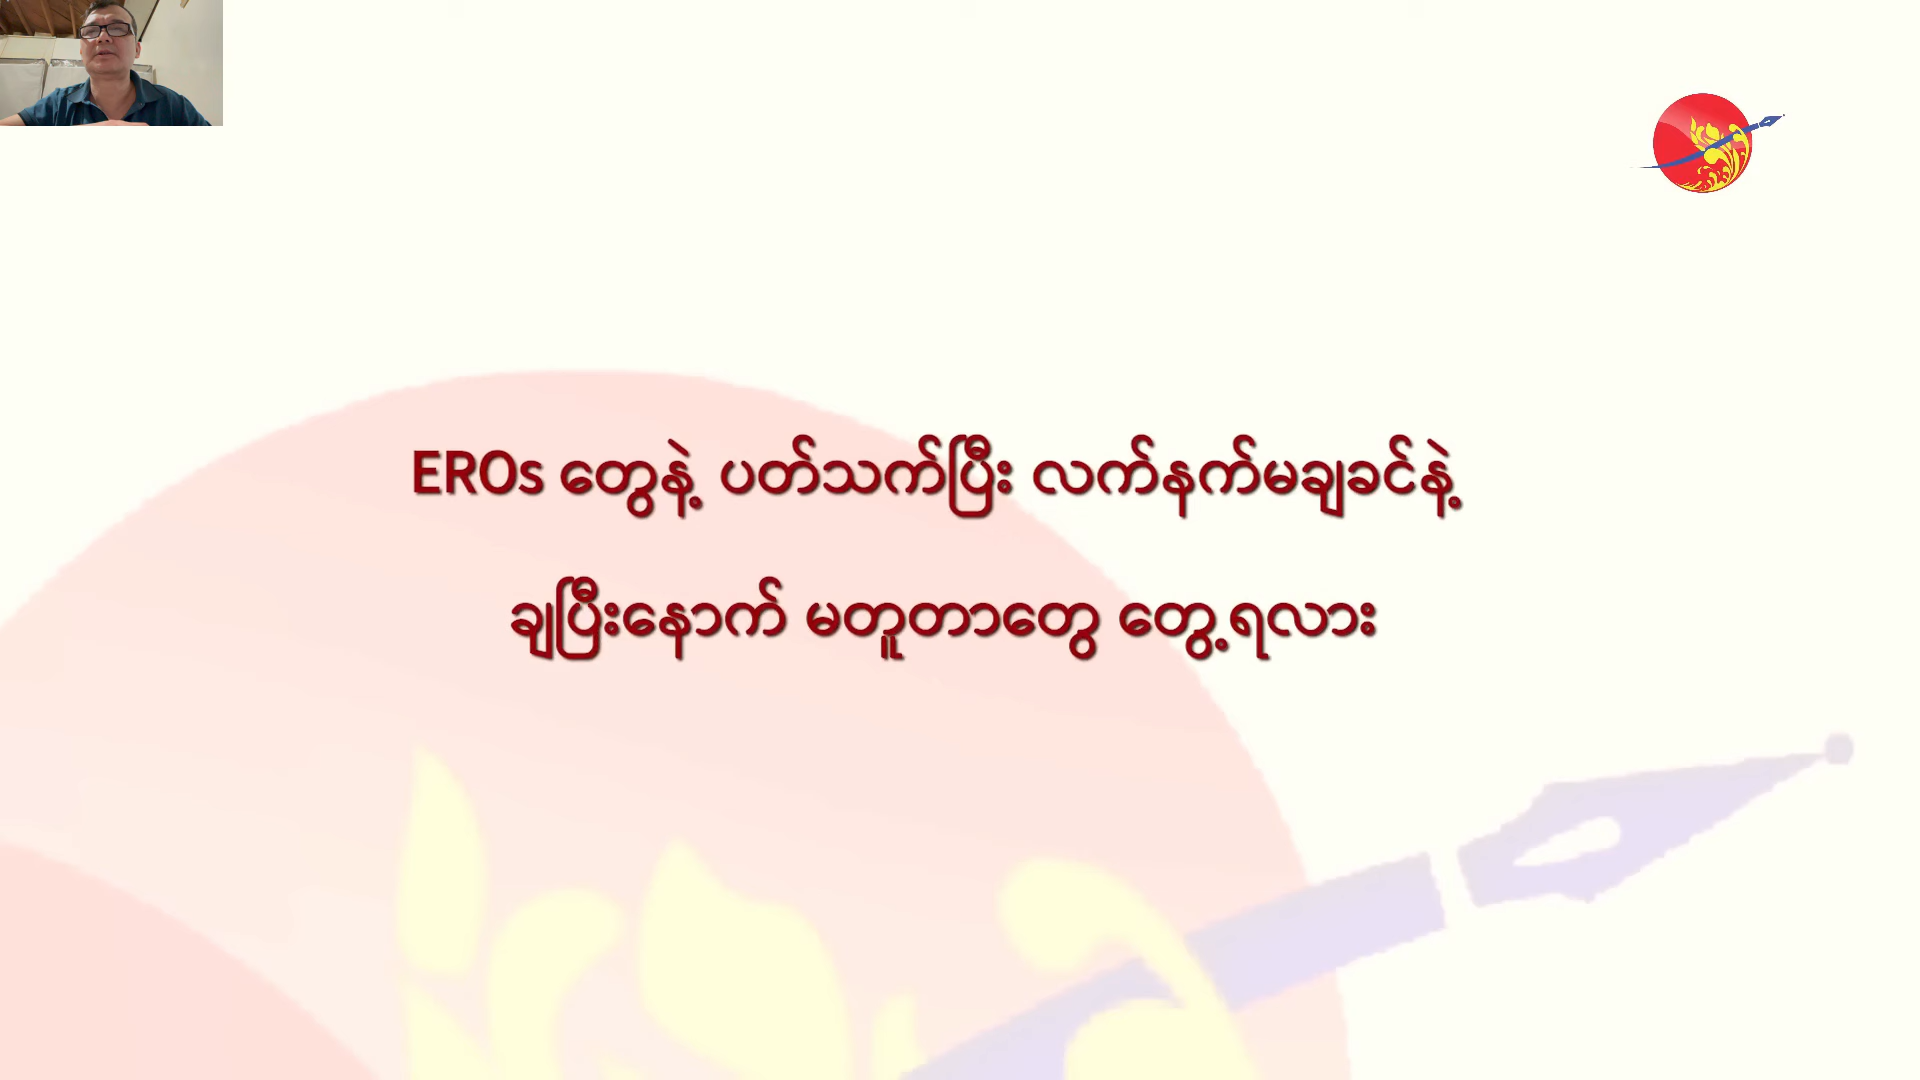 EROs တွေနဲ့ ပတ်သက်ပြီး လက်နက်မချခင်နဲ့
ချပြီးနောက် မတူတာတွေ တွေ့ရလား